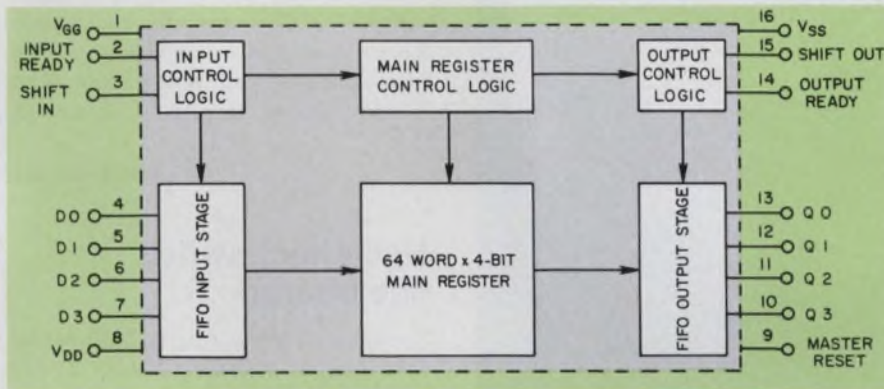 VGG 1
INPUT READY 2
SHIFT IN 3
D0 4
D1 5
D2 6
D3 7
VDD 8
INPUT CONTROL LOGIC
MAIN REGISTER CONTROL LOGIC
OUTPUT CONTROL LOGIC
FIFO INPUT STAGE
64 WORD x 4-BIT MAIN REGISTER
FIFO OUTPUT STAGE
16 VSS
15 SHIFT OUT
14 OUTPUT READY
13 Q0
12 Q1
11 Q2
10 Q3
9 MASTER RESET